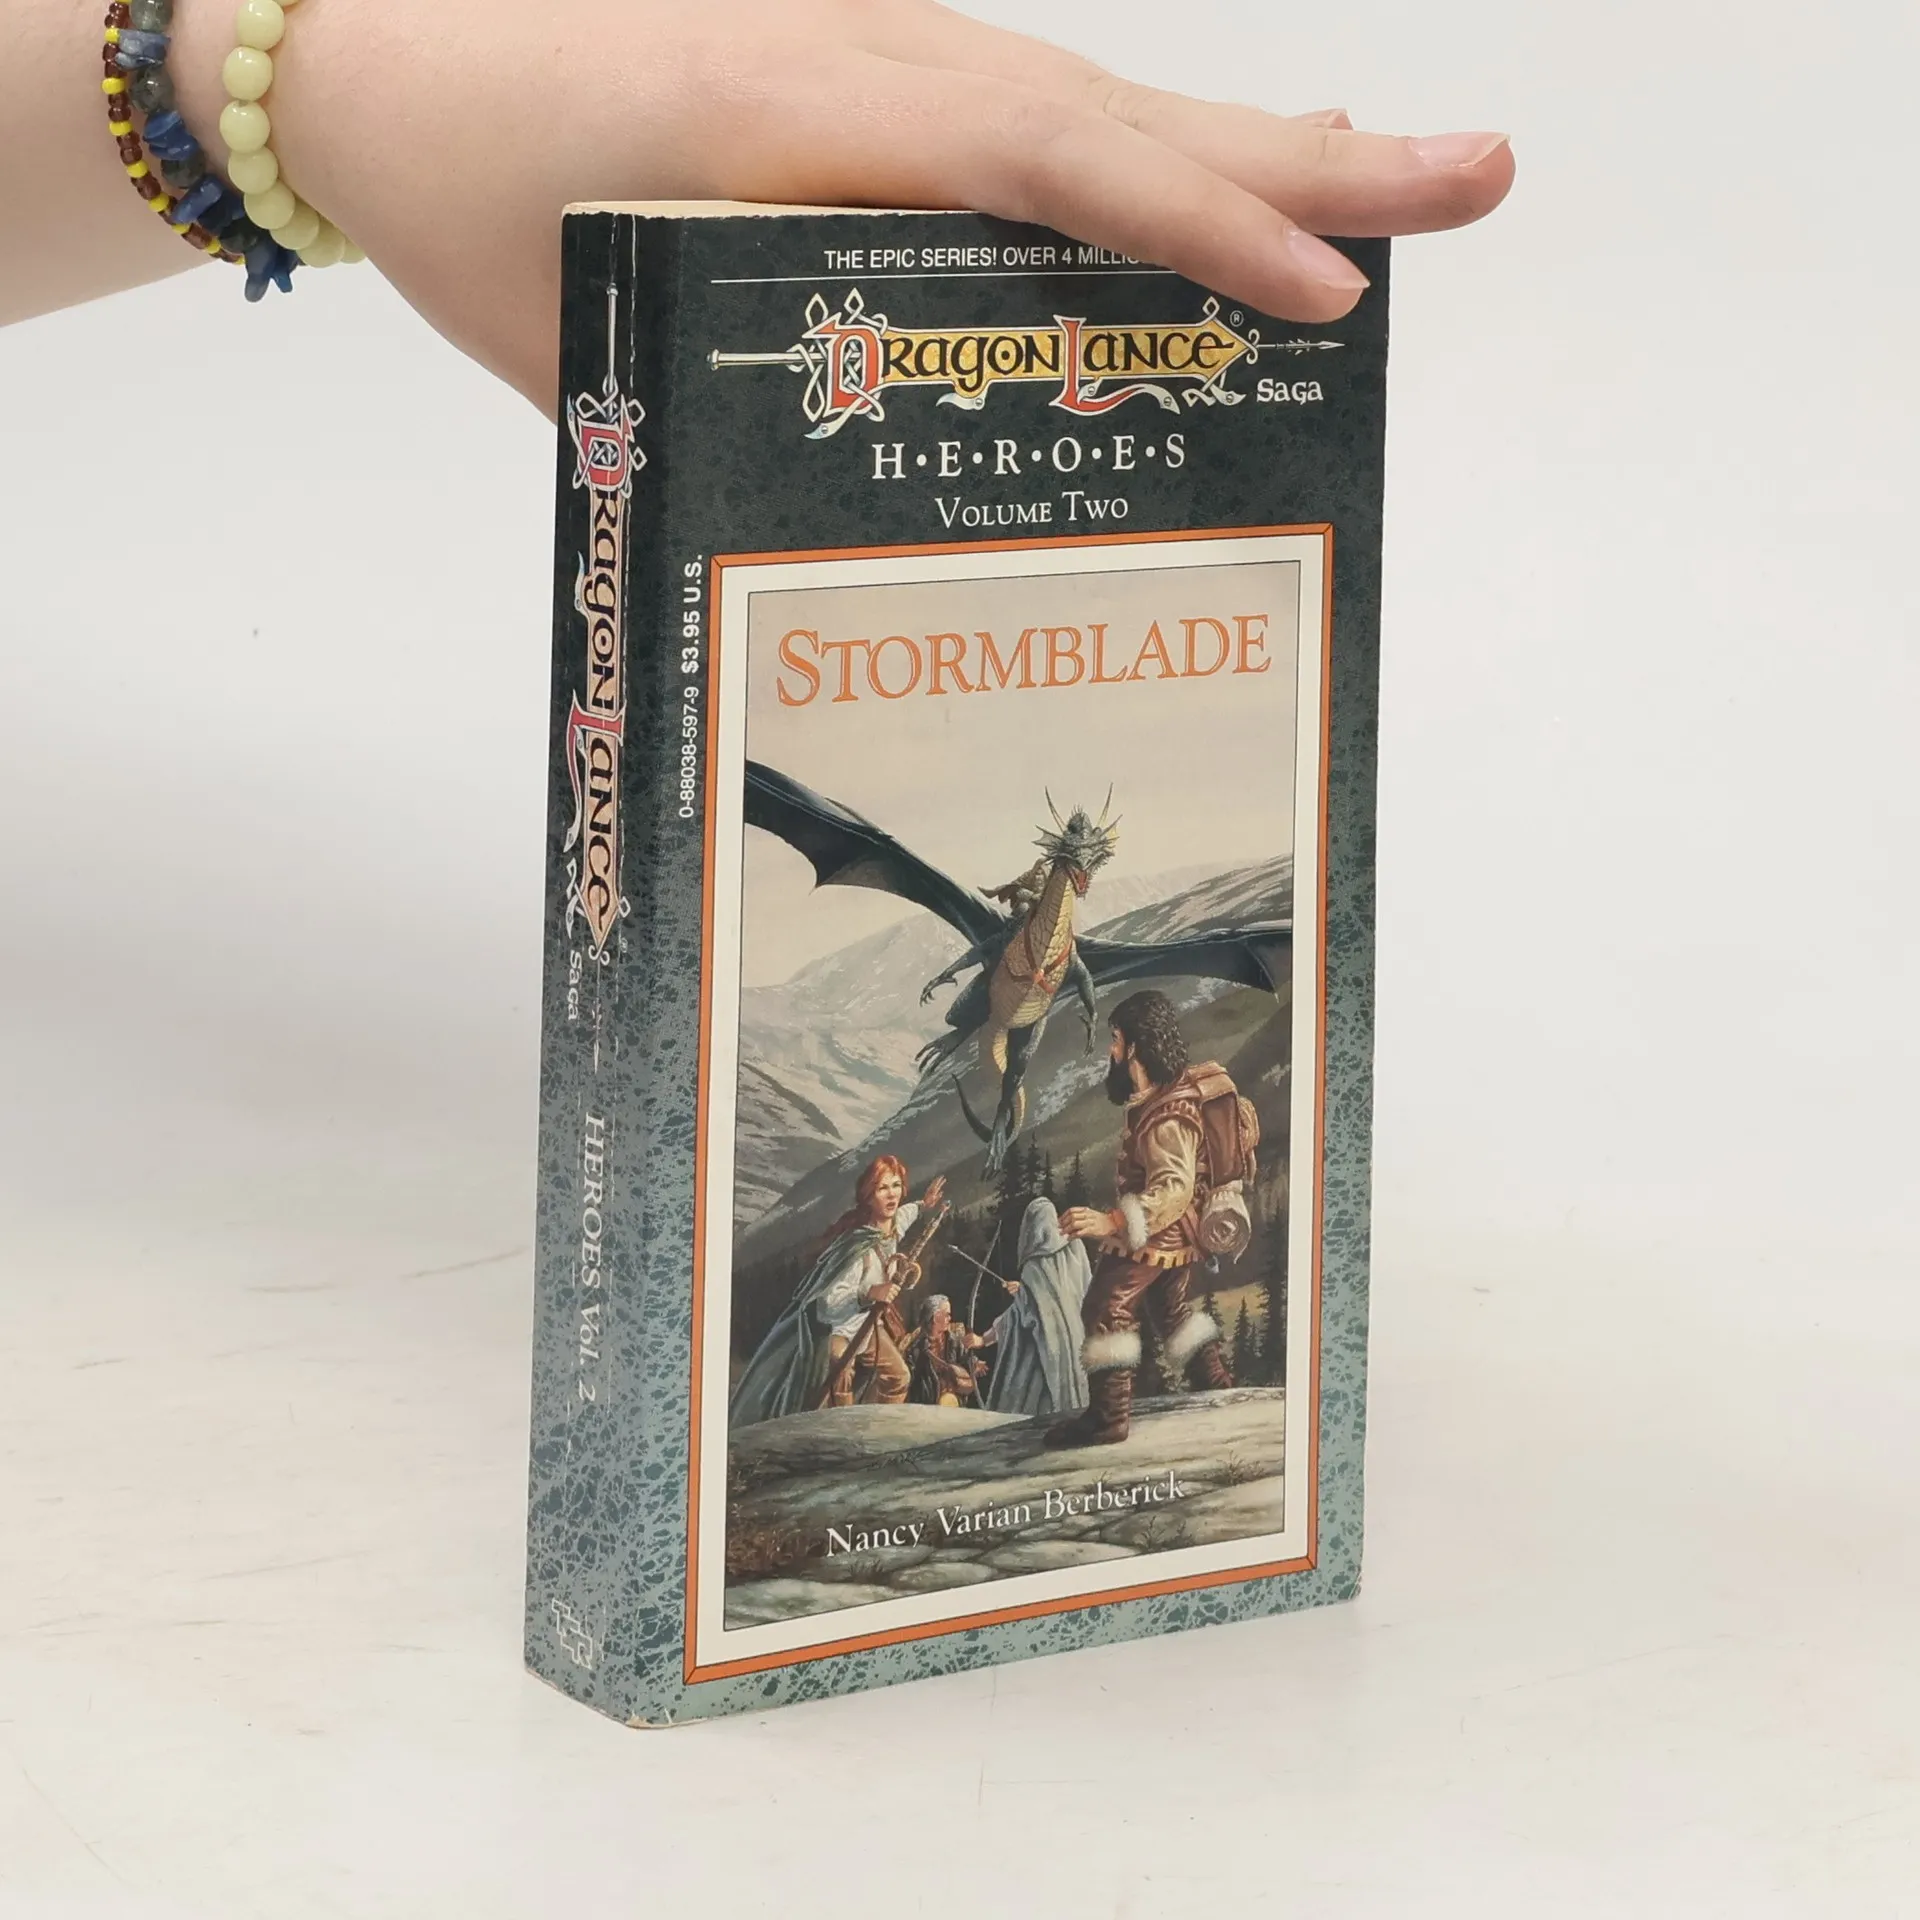 THE EPIC SERIES! OVER 4
DRAGONLANCE®
SAGA
H•E•R•O•E•S
VOLUME TWO
0-88038-597-9 $3.95 U.S.
STORMBLADE
Nancy Varian Berberick
DRAGONLANCE
SAGA
HEROES Vol. 2
TSR